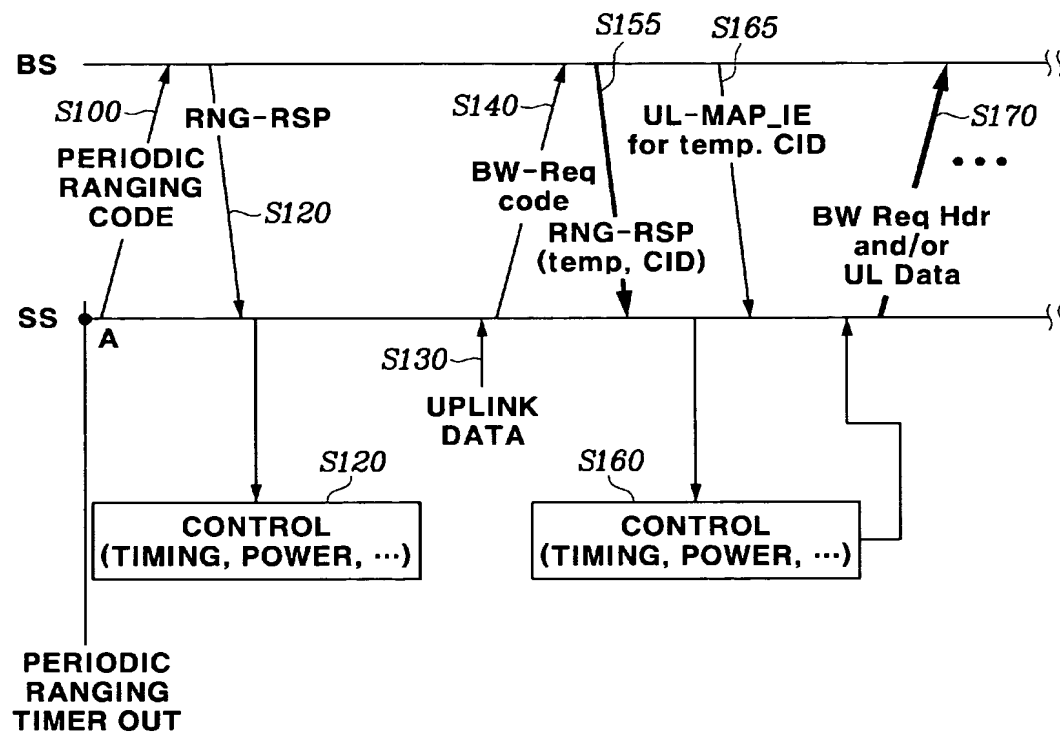 S155
S165
BS
S100
RNG-RSP
S140
UL-MAP_IE
for temp. CID
S170
PERIODIC
RANGING
CODE
S120
BW-Req
code
RNG-RSP
(temp, CID)
•••
BW Req Hdr
and/or
UL Data
SS
A
S130
UPLINK
DATA
S120
CONTROL
(TIMING, POWER, ···)
S160
CONTROL
(TIMING, POWER, ···)
PERIODIC
RANGING
TIMER OUT